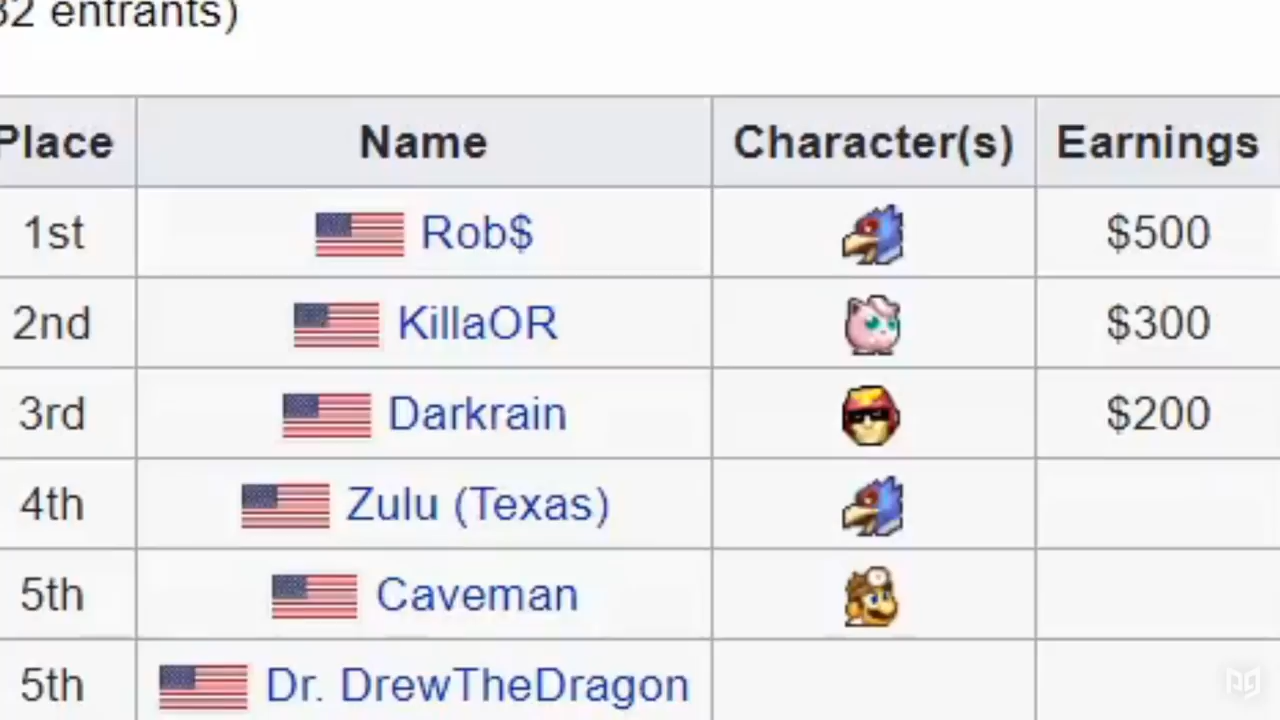 32 entrants)
Place Name Character(s) Earnings
1st Rob$ $500
2nd KillaOR $300
3rd Darkrain $200
4th Zulu (Texas)
5th Caveman
5th Dr. DrewTheDragon